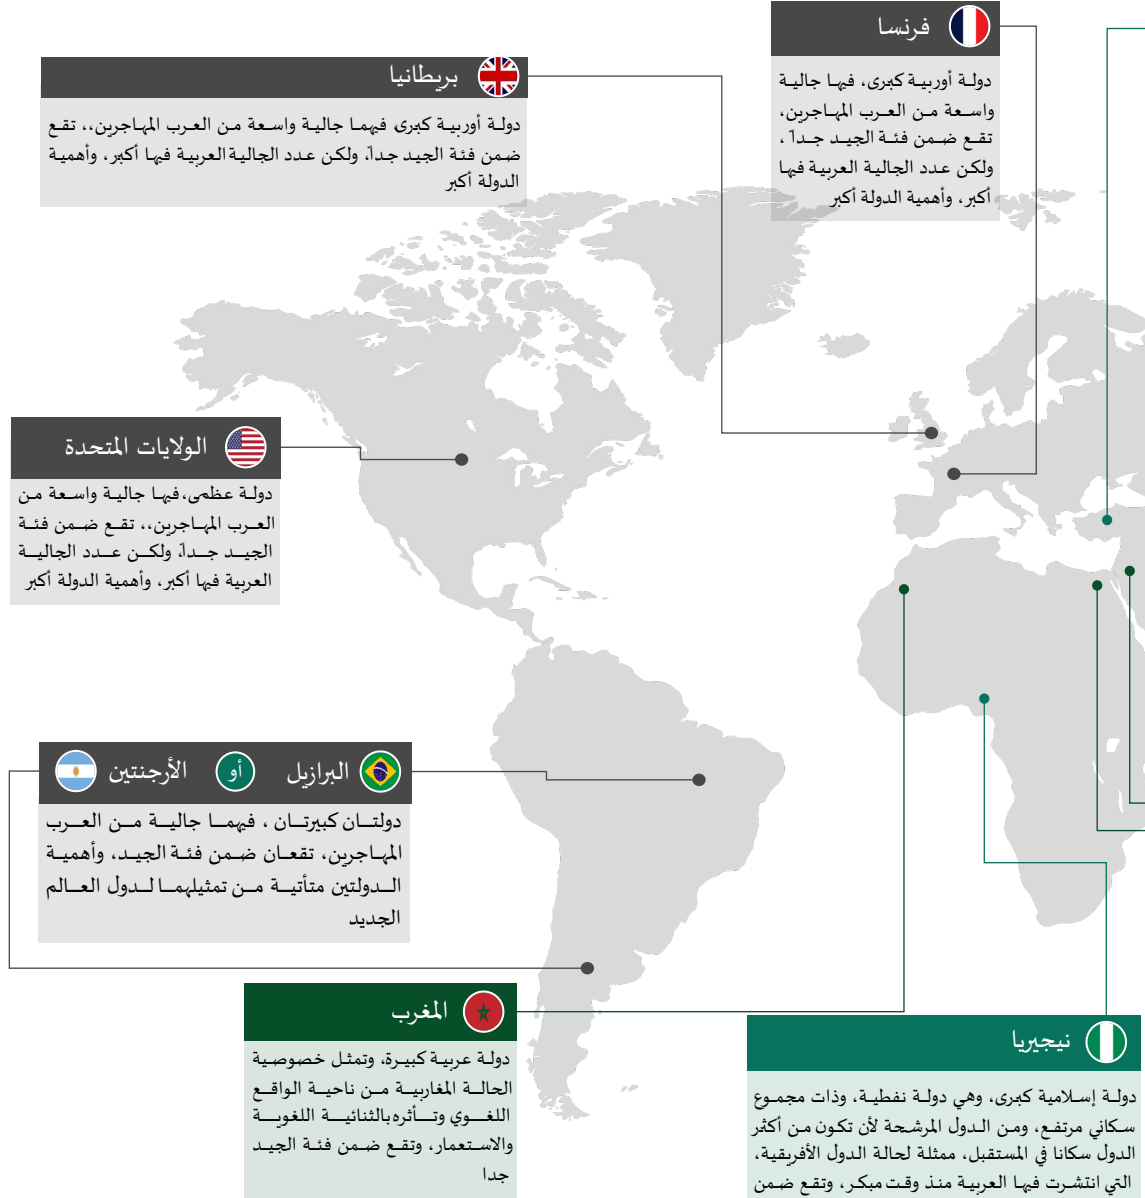 فرنسا
دولة أوربية كبرى، فيها جالية
واسعة من العرب المهاجرين،
تقع ضمن فئة الجيد جداً ،
ولكن عدد الجالية العربية فيها
أكبر، وأهمية الدولة أكبر
بريطانيا
دولة أوربية كبرى فيهما جالية واسعة من العرب المهاجرين،، تقع
ضمن فئة الجيد جداً، ولكن عدد الجالية العربية فيها أكبر، وأهمية
الدولة أكبر
الولايات المتحدة
دولة عظمى،فيها جالية واسعة من
العرب المهاجرين،، تقع ضمن فئة
الجيد جداً، ولكن عدد الجالية
العربية فيها أكبر، وأهمية الدولة أكبر
البرازيل أو الأرجنتين
دولتان كبيرتان ، فيهما جالية من العرب
المهاجرين، تقعان ضمن فئة الجيد، وأهمية
الدولتين متأتية من تمثيلهما لدول العالم
الجديد
المغرب
دولة عربية كبيرة، وتمثل خصوصية
الحالة المغاربية من ناحية الواقع
اللغوي وتأثره بالثنائية اللغوية
والاستعمار، وتقع ضمن فئة الجيد
جدا
نيجيريا
دولة إسلامية كبرى، وهي دولة نفطية، وذات مجموع
سكاني مرتفع، ومن الدول المرشحة لأن تكون من أكثر
الدول سكانا في المستقبل، ممثلة لحالة الدول الأفريقية،
التي انتشرت فيها العربية منذ وقت مبكر، وتقع ضمن